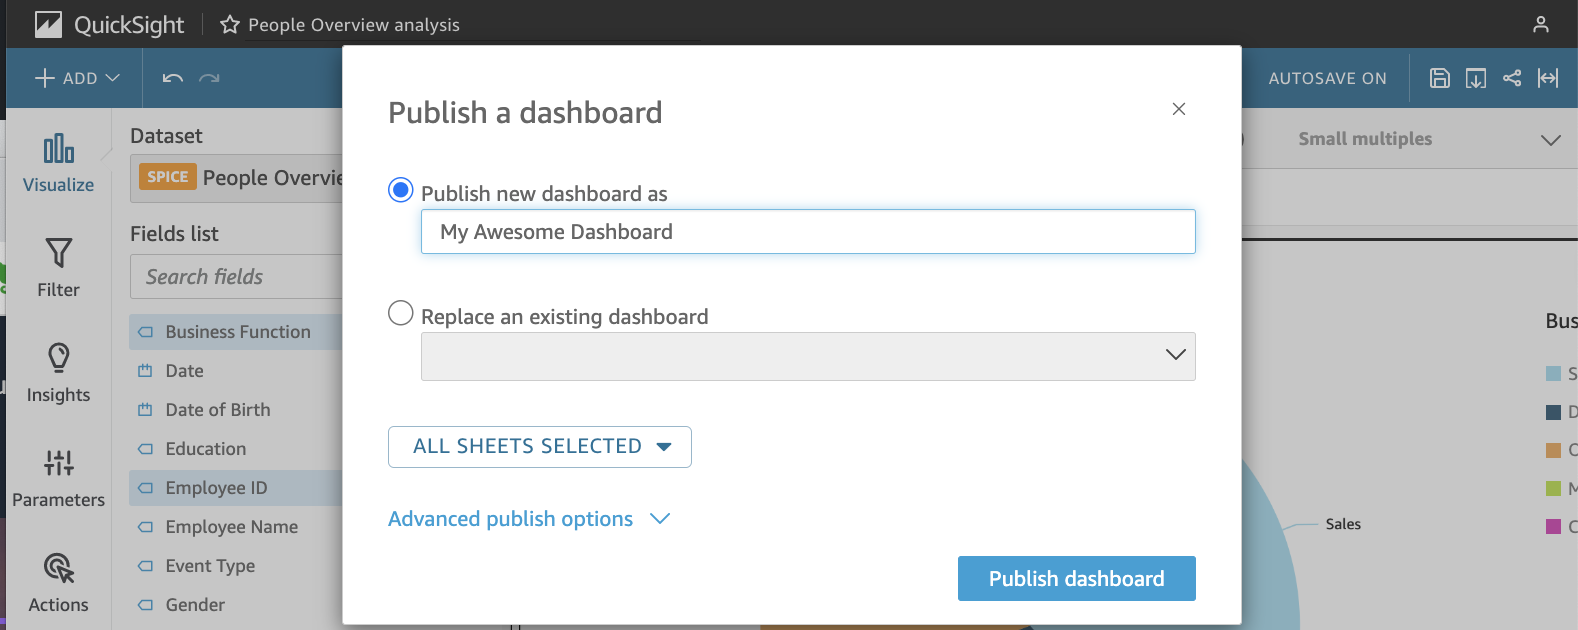 QuickSight
People Overview analysis
ADD
AUTOSAVE ON
Visualize
Filter
Insights
Parameters
Actions
Dataset
SPICE People Overvie
Fields list
Search fields
Business Function
Date
Date of Birth
Education
Employee ID
Employee Name
Event Type
Gender
Publish a dashboard
Publish new dashboard as
My Awesome Dashboard
Replace an existing dashboard
ALL SHEETS SELECTED
Advanced publish options
Publish dashboard
Small multiples
Bus
S
D
O
M
C
Sales